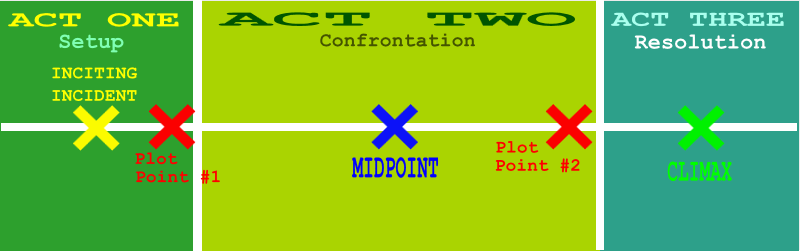 ACT ONE
Setup
INCITING
INCIDENT
Plot
Point #1
ACT TWO
Confrontation
MIDPOINT
Plot
Point #2
ACT THREE
Resolution
CLIMAX